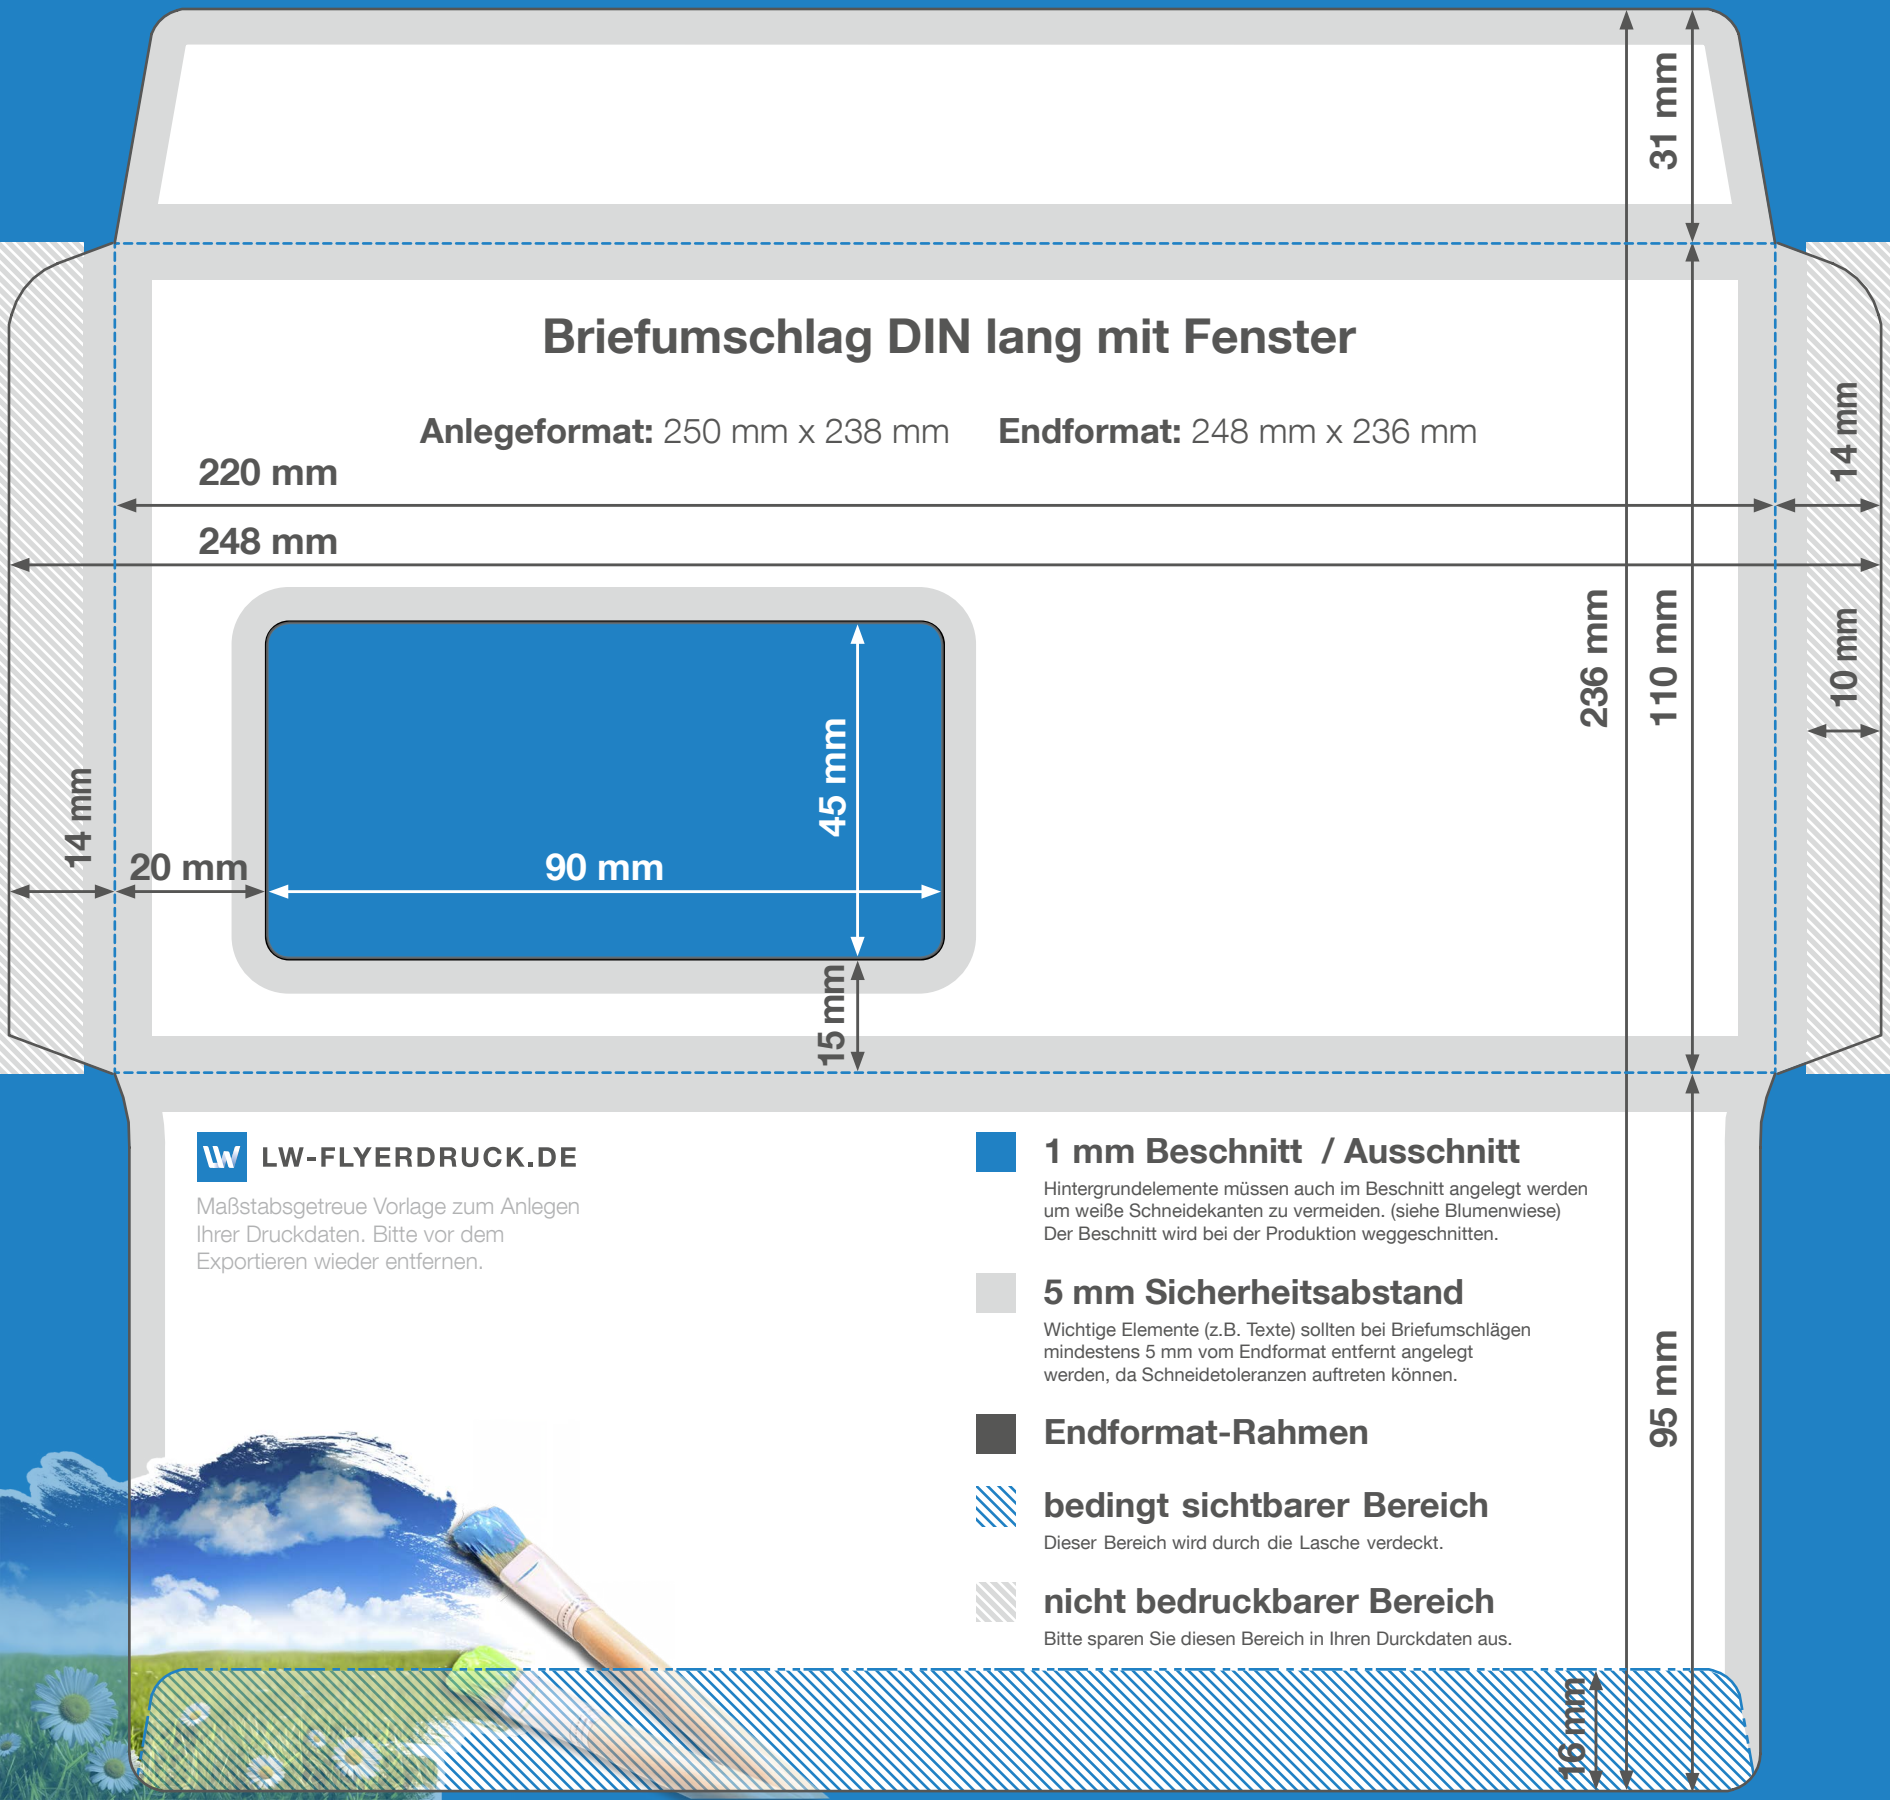 31 mm
Briefumschlag DIN lang mit Fenster
Anlegeformat: 250 mm x 238 mm Endformat: 248 mm x 236 mm
14 mm
220 mm
248 mm
236 mm
110 mm
10 mm
45 mm
14 mm
20 mm
90 mm
15 mm
LW LW-FLYERDRUCK.DE
Maßstabsgetreue Vorlage zum Anlegen
Ihrer Druckdaten. Bitte vor dem
Exportieren wieder entfernen.
1 mm Beschnitt / Ausschnitt
Hintergrundelemente müssen auch im Beschnitt angelegt werden
um weiße Schneidekanten zu vermeiden. (siehe Blumenwiese)
Der Beschnitt wird bei der Produktion weggeschnitten.
5 mm Sicherheitsabstand
Wichtige Elemente (z.B. Texte) sollten bei Briefumschlägen
mindestens 5 mm vom Endformat entfernt angelegt
werden, da Schneidetoleranzen auftreten können.
95 mm
Endformat-Rahmen
bedingt sichtbarer Bereich
Dieser Bereich wird durch die Lasche verdeckt.
nicht bedruckbarer Bereich
Bitte sparen Sie diesen Bereich in Ihren Durckdaten aus.
16 mm